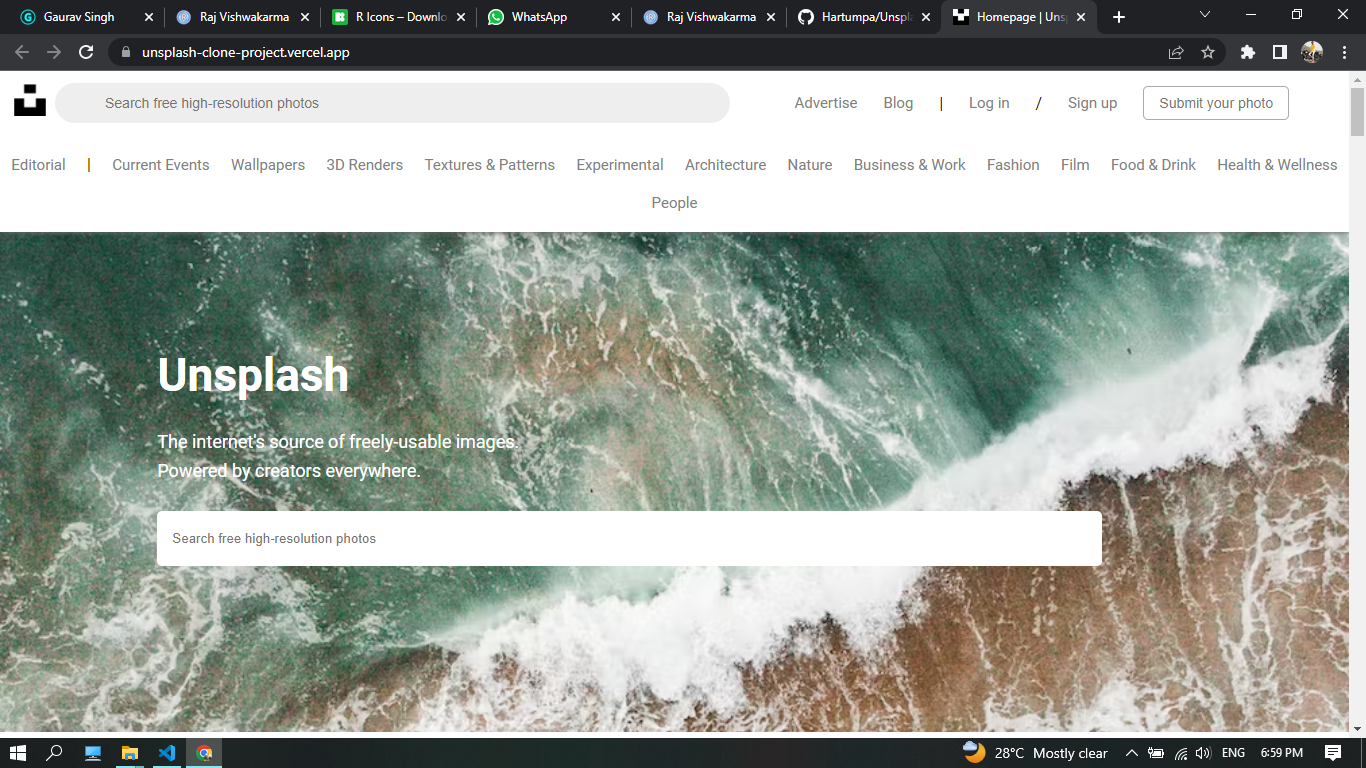 Gaurav Singh
Raj Vishwakarma
R Icons – Downlo
WhatsApp
Raj Vishwakarma
Hartumpa/Unspla
Homepage | Unsp
unsplash-clone-project.vercel.app
Search free high-resolution photos
Advertise Blog | Log in / Sign up Submit your photo
Editorial | Current Events Wallpapers 3D Renders Textures & Patterns Experimental Architecture Nature Business & Work Fashion Film Food & Drink Health & Wellness
People
Unsplash
The internet's source of freely-usable images.
Powered by creators everywhere.
Search free high-resolution photos
28°C Mostly clear ENG 6:59 PM